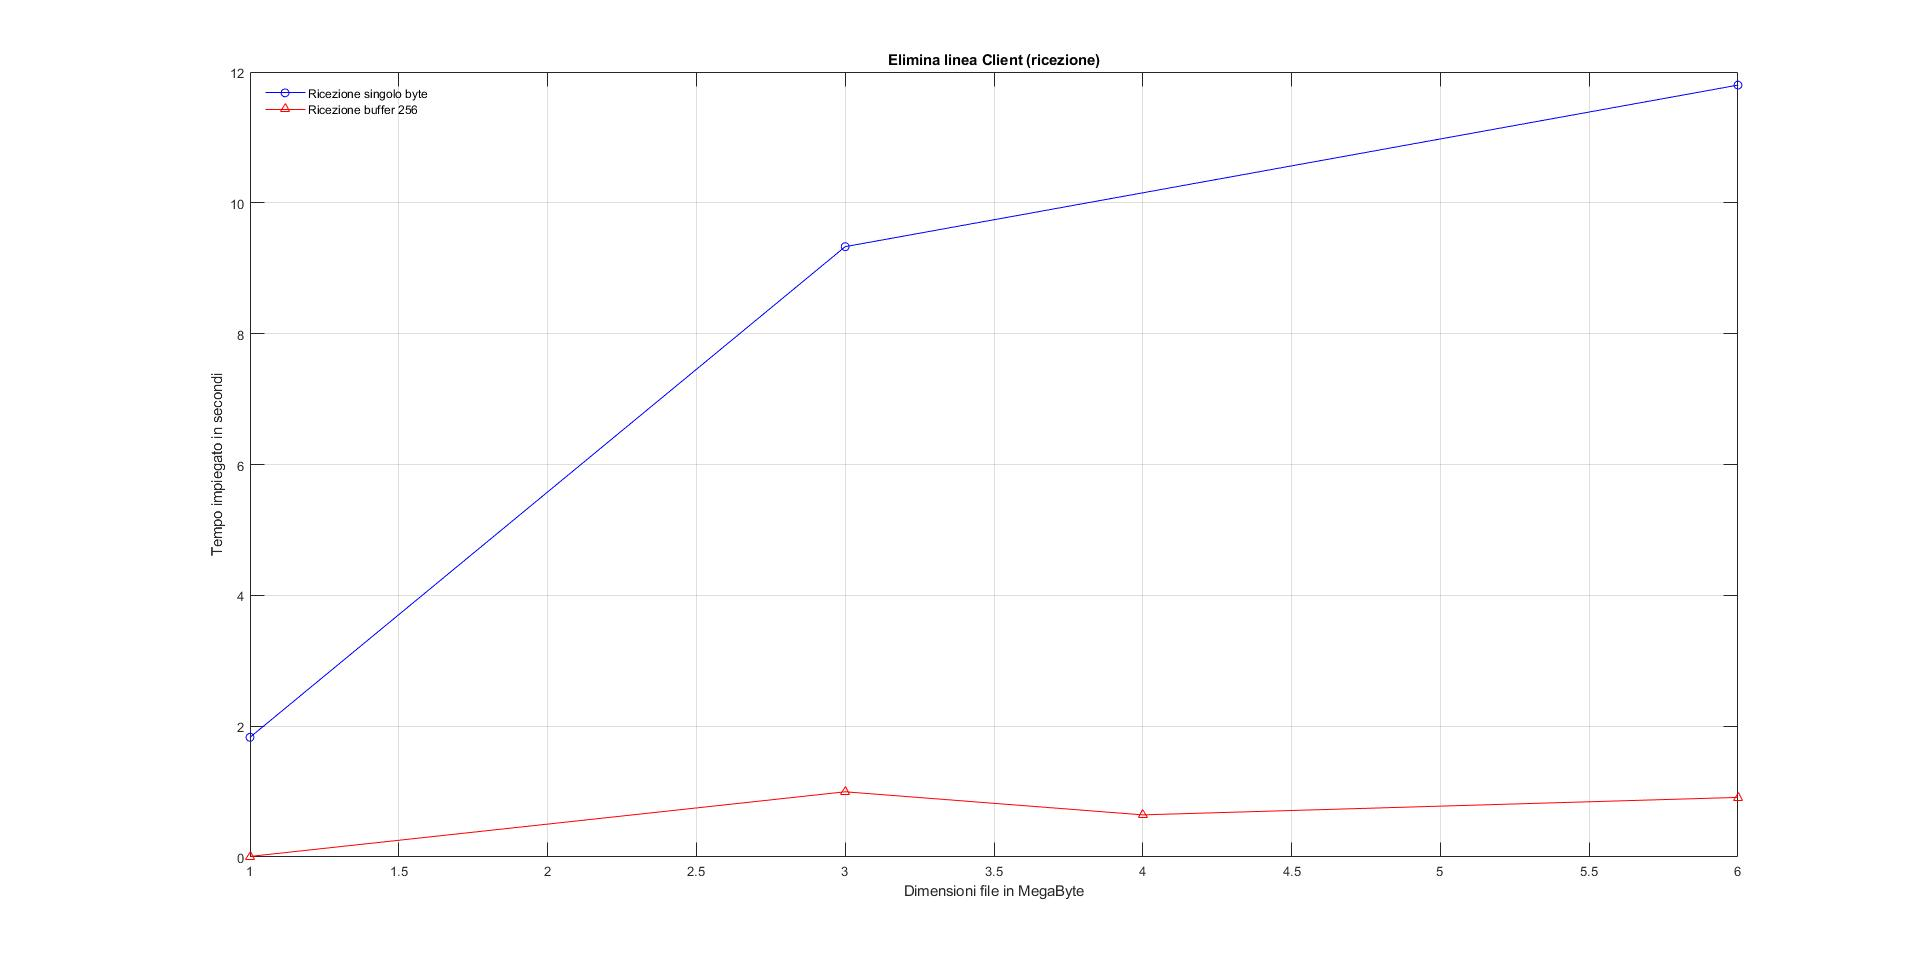 Elimina linea Client (ricezione)
Ricezione singolo byte
Ricezione buffer 256
Tempo impiegato in secondi
12
10
8
6
4
2
0
1 1.5 2 2.5 3 3.5 4 4.5 5 5.5 6
Dimensioni file in MegaByte